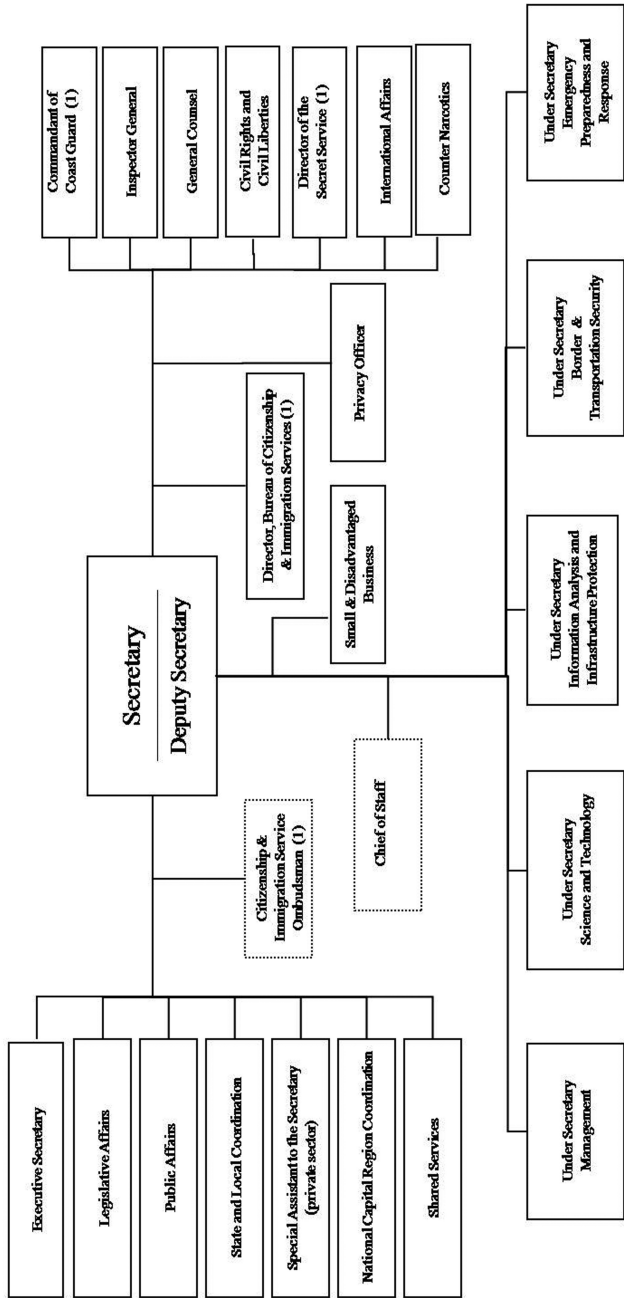 Secretary
Deputy Secretary
Executive Secretary
Legislative Affairs
Public Affairs
State and Local Coordination
Special Assistant to the Secretary
(private sector)
National Capital Region Coordination
Shared Services
Citizenship &
Immigration Service
Ombudsman (1)
Chief of Staff
Small & Disadvantaged
Business
Director, Bureau of Citizenship
& Immigration Services (1)
Privacy Officer
Commandant of
Coast Guard (1)
Inspector General
General Counsel
Civil Rights and
Civil Liberties
Director of the
Secret Service (1)
International Affairs
Counter Narcotics
Under Secretary
Management
Under Secretary
Science and Technology
Under Secretary
Information Analysis and
Infrastructure Protection
Under Secretary
Border &
Transportation Security
Under Secretary
Emergency
Preparedness and
Response